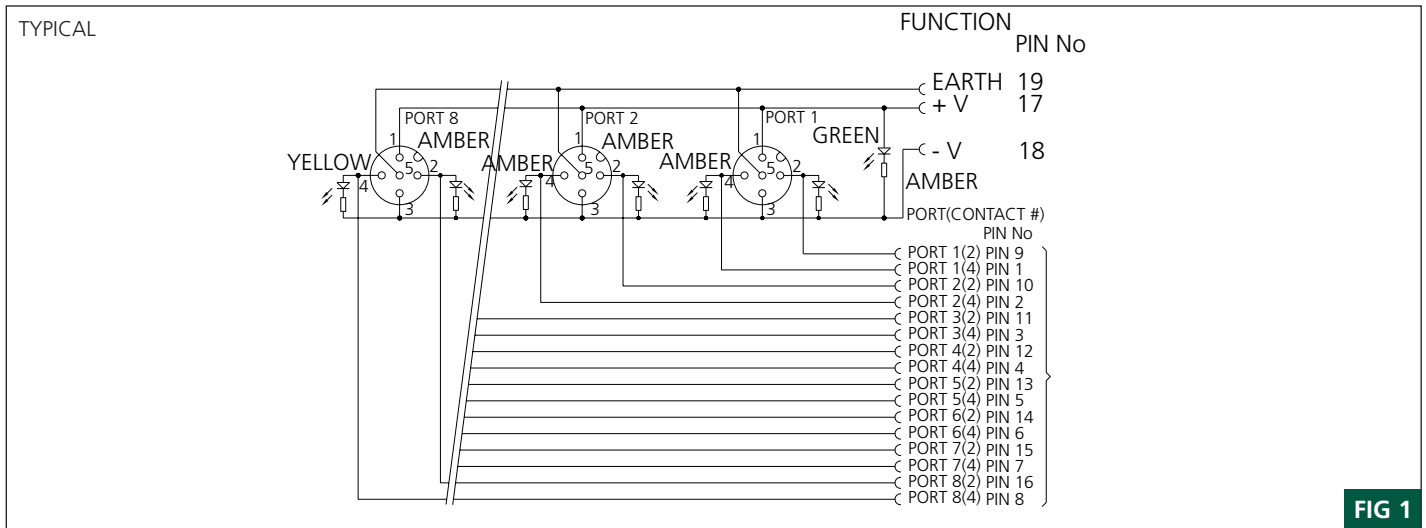 TYPICAL
FUNCTION
PIN No
EARTH 19
+ V 17
- V 18
PORT 8
PORT 2
PORT 1
1
AMBER
1
AMBER
1
GREEN
YELLOW
5
2
4
3
AMBER
5
2
4
3
AMBER
5
2
4
3
AMBER
PORT(CONTACT #)
PIN No
PORT 1(2) PIN 9
PORT 1(4) PIN 1
PORT 2(2) PIN 10
PORT 2(4) PIN 2
PORT 3(2) PIN 11
PORT 3(4) PIN 3
PORT 4(2) PIN 12
PORT 4(4) PIN 4
PORT 5(2) PIN 13
PORT 5(4) PIN 5
PORT 6(2) PIN 14
PORT 6(4) PIN 6
PORT 7(2) PIN 15
PORT 7(4) PIN 7
PORT 8(2) PIN 16
PORT 8(4) PIN 8
FIG 1